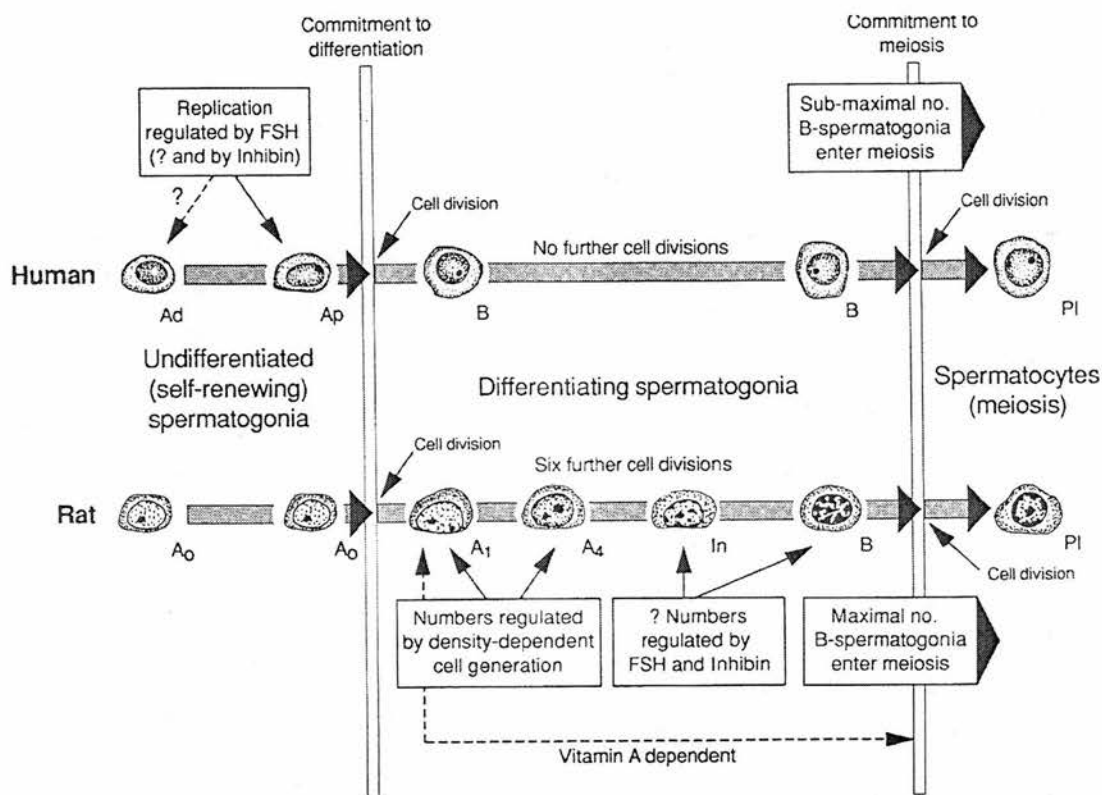 Commitment to
differentiation
Commitment to
meiosis
Replication
regulated by FSH
(? and by Inhibin)
?
Sub-maximal no.
B-spermatogonia
enter meiosis
Cell division
No further cell divisions
Cell division
Human
Ad
Ap
B
B
Pl
Undifferentiated
(self-renewing)
spermatogonia
Differentiating spermatogonia
Spermatocytes
(meiosis)
Cell division
Six further cell divisions
Rat
A₀
A₀
A₁
A₄
In
B
Pl
Cell division
Numbers regulated
by density-dependent
cell generation
? Numbers
regulated by
FSH and Inhibin
Maximal no.
B-spermatogonia
enter meiosis
Vitamin A dependent